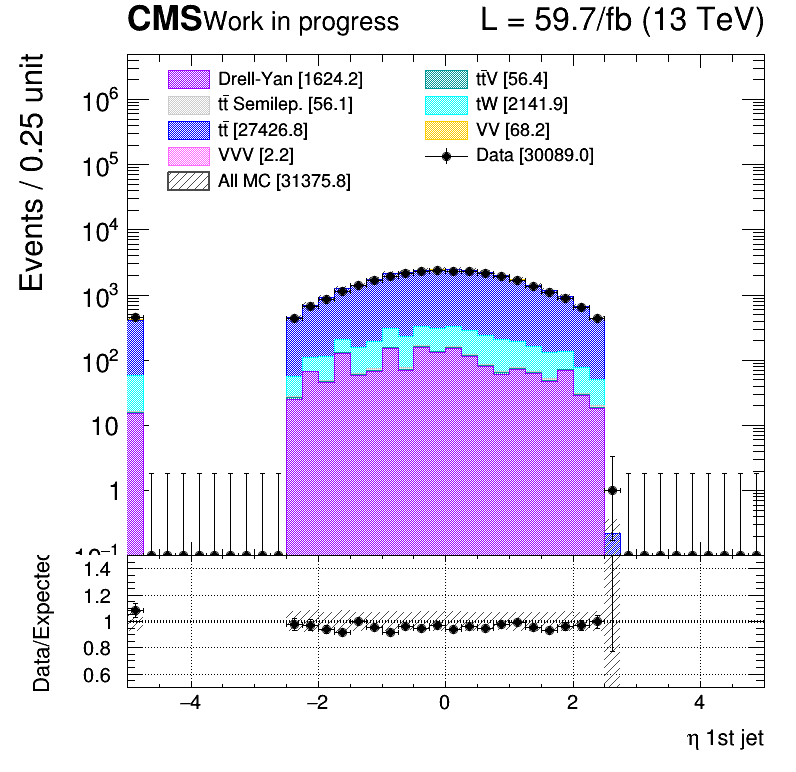 CMS Work in progress L = 59.7/fb (13 TeV)
Events / 0.25 unit
Drell-Yan [1624.2]
tt̄ Semilep. [56.1]
tt̄ [27426.8]
VVV [2.2]
All MC [31375.8]
tt̄V [56.4]
tW [2141.9]
VV [68.2]
Data [30089.0]
10⁶
10⁵
10⁴
10³
10²
10
1
10⁻¹
Data/Expected
1.4
1.2
1
0.8
0.6
−4 −2 0 2 4
η 1st jet